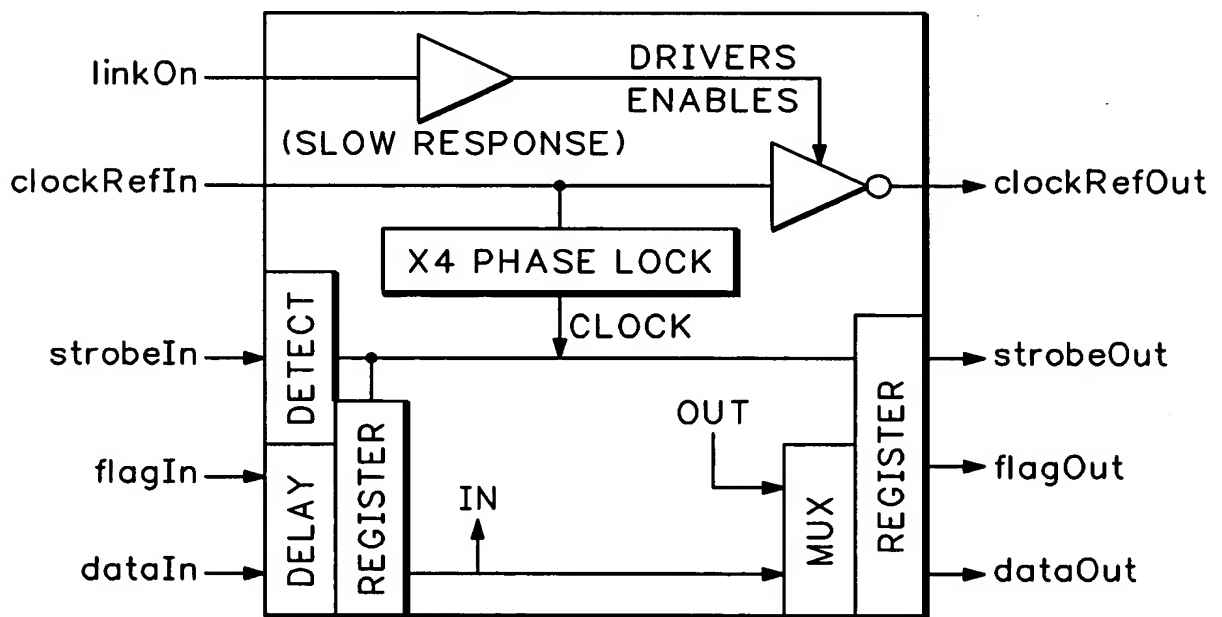 linkOn
DRIVERS
ENABLES
(SLOW RESPONSE)
clockRefIn
clockRefOut
X4 PHASE LOCK
CLOCK
DETECT
strobeIn
strobeOut
OUT
REGISTER
REGISTER
flagIn
flagOut
IN
DELAY
MUX
dataIn
dataOut